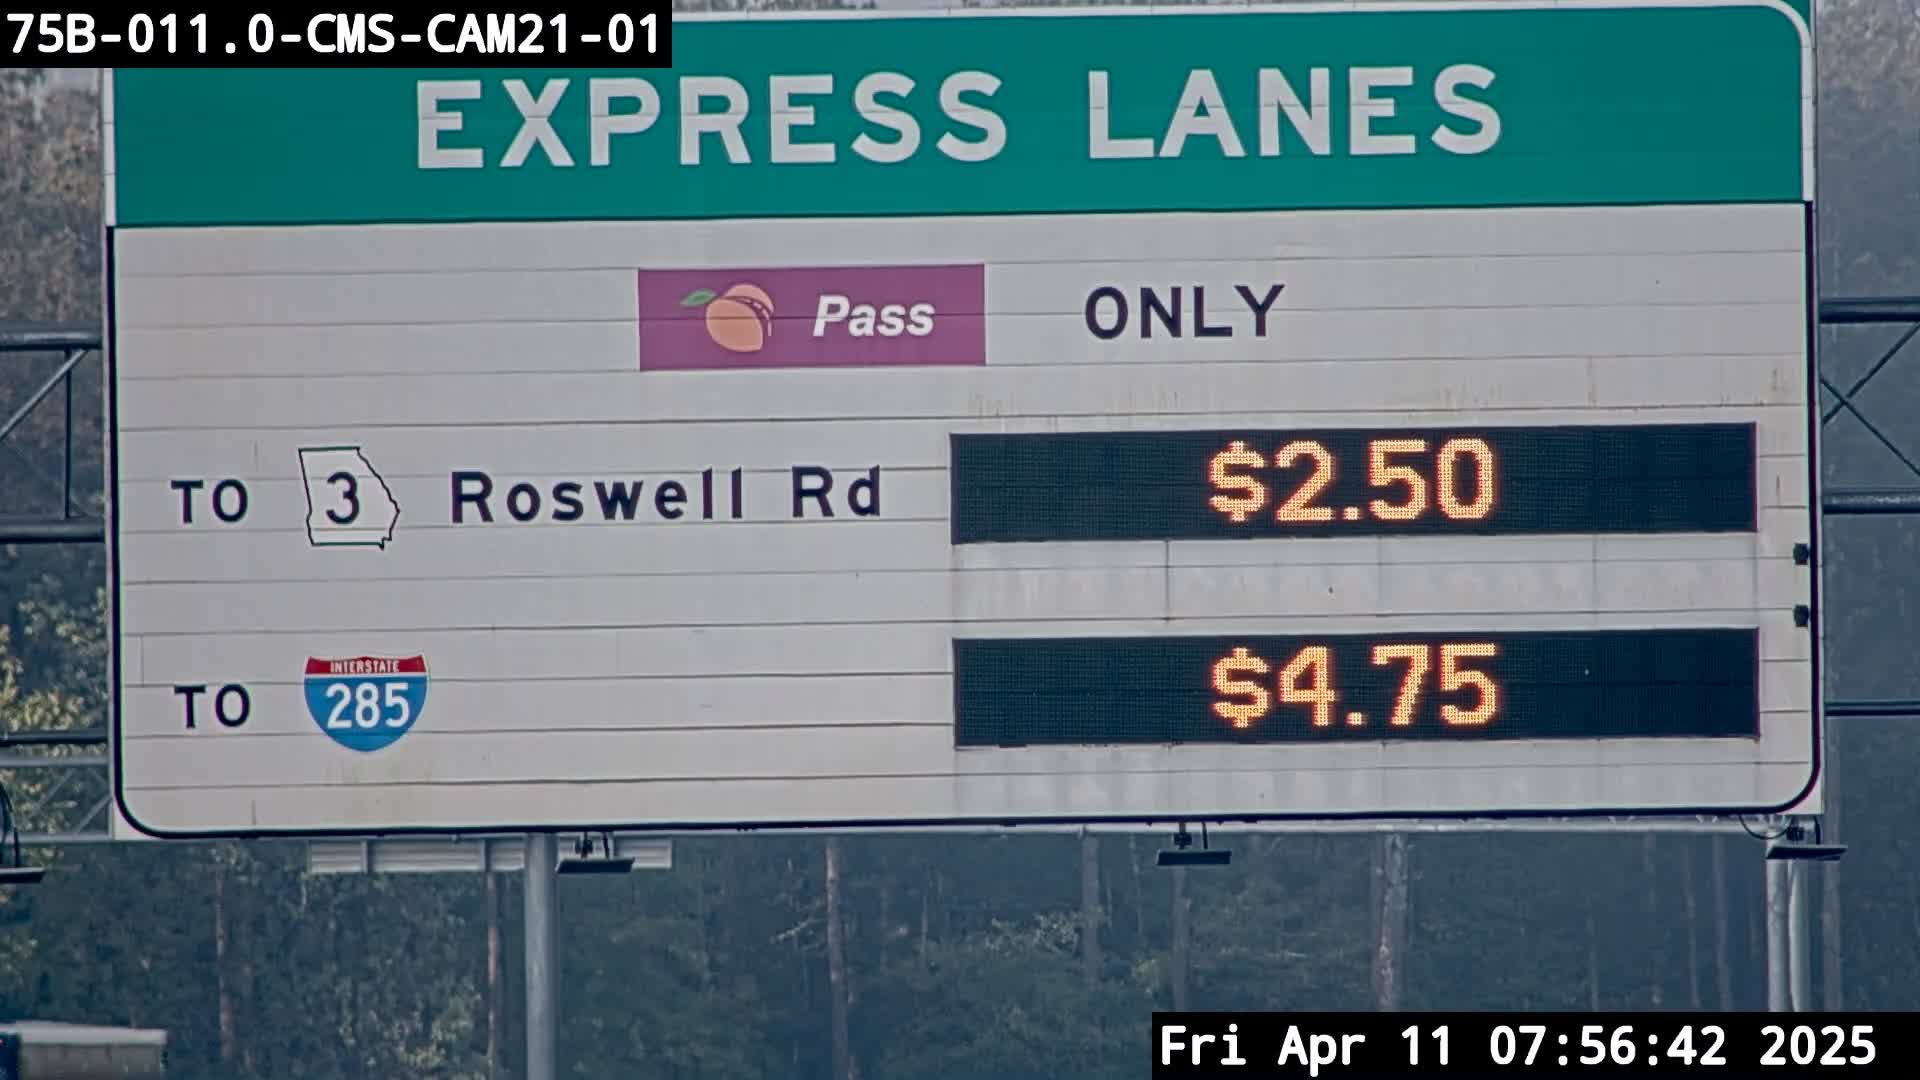 75B-011.0-CMS-CAM21-01
EXPRESS LANES
Pass ONLY
TO 3 Roswell Rd $2.50
INTERSTATE
TO 285 $4.75
Fri Apr 11 07:56:42 2025